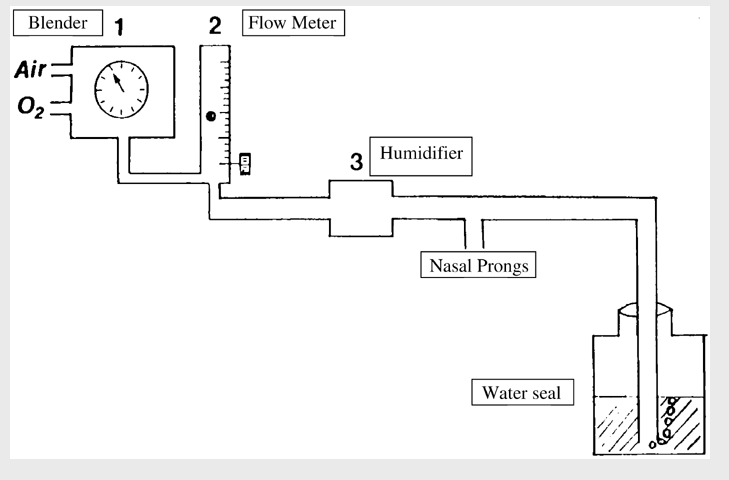 Blender 1 2 Flow Meter
Air
O2
3 Humidifier
Nasal Prongs
Water seal